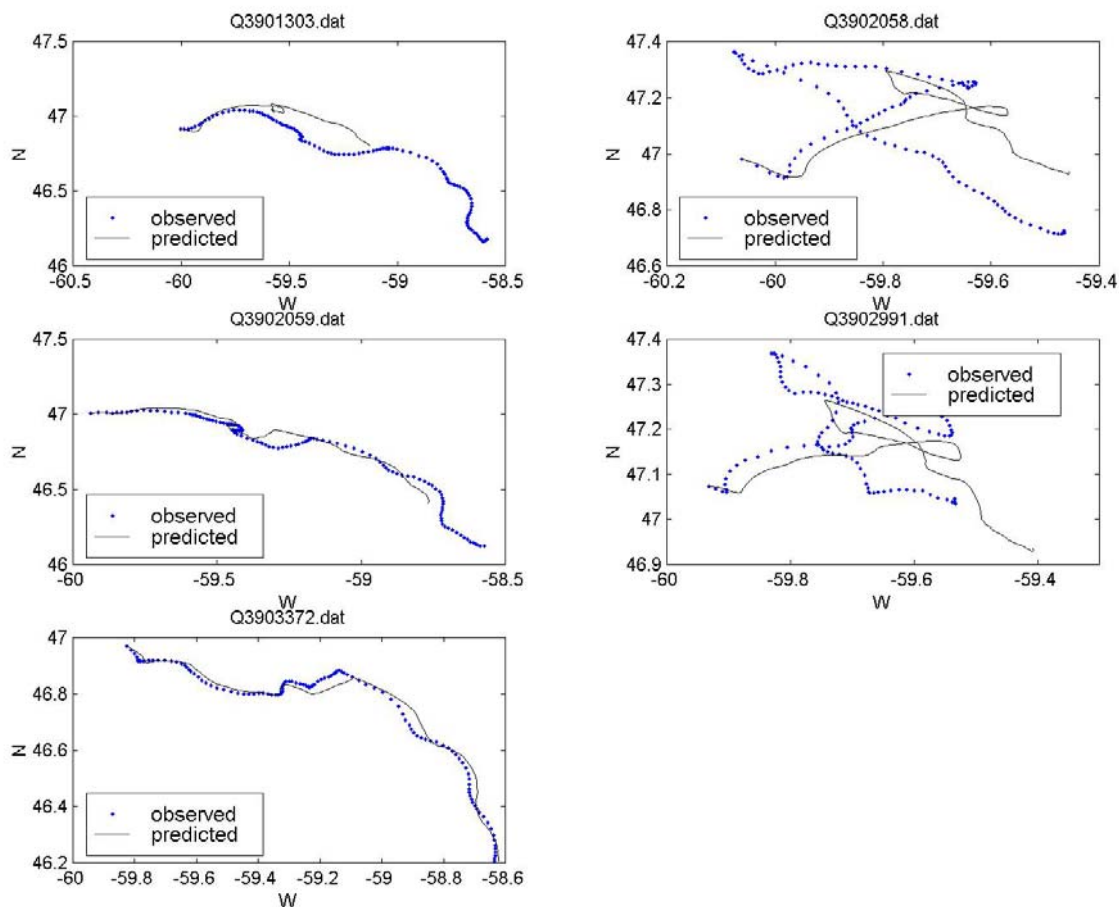 Q3901303.dat
47.5
47
46.5
46
N
observed
predicted
-60.5 -60 -59.5 -59 -58.5
W
Q3902058.dat
47.4
47.2
47
46.8
46.6
N
observed
predicted
-60.2 -60 -59.8 -59.6 -59.4
W
Q3902059.dat
47.5
47
46.5
46
N
observed
predicted
-60 -59.5 -59 -58.5
W
Q3902991.dat
47.4
47.3
47.2
47.1
47
46.9
N
observed
predicted
-60 -59.8 -59.6 -59.4
W
Q3903372.dat
47
46.8
46.6
46.4
46.2
N
observed
predicted
-60 -59.8 -59.6 -59.4 -59.2 -59 -58.8 -58.6
W